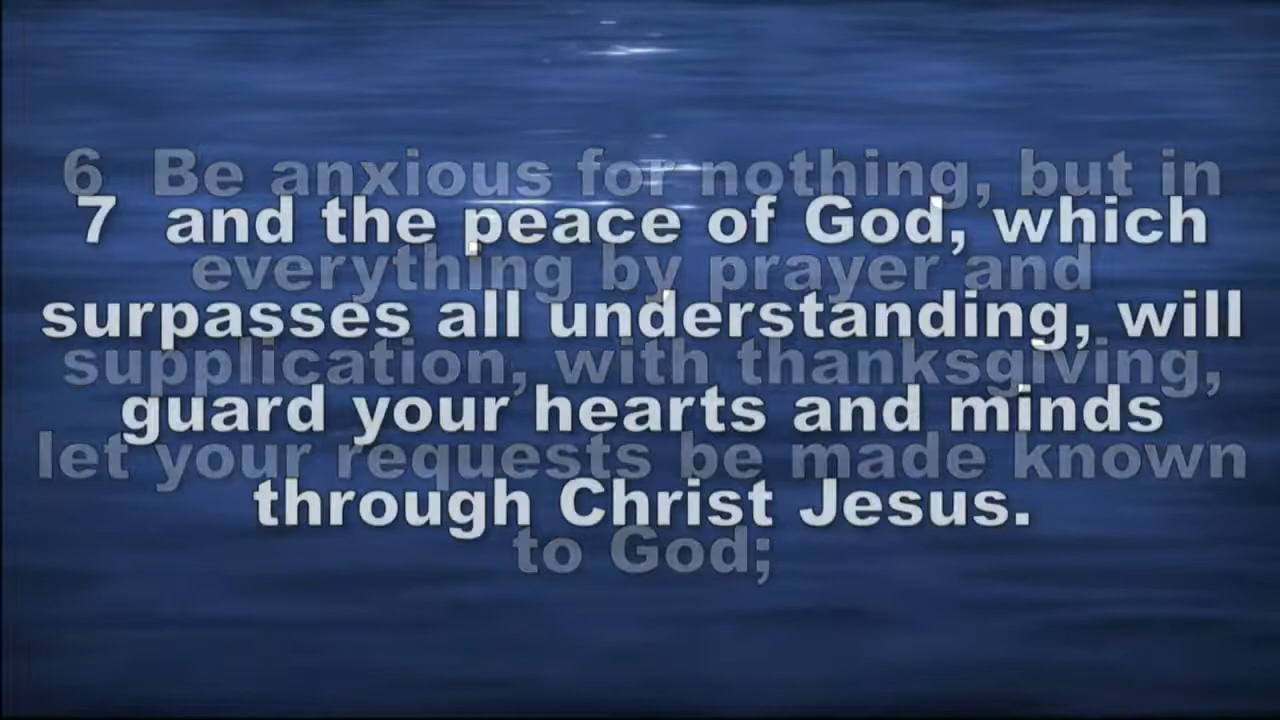 6 Be anxious for nothing, but in
everything by prayer and
supplication, with thanksgiving,
let your requests be made known
to God;
7 and the peace of God, which
surpasses all understanding, will
guard your hearts and minds
through Christ Jesus.